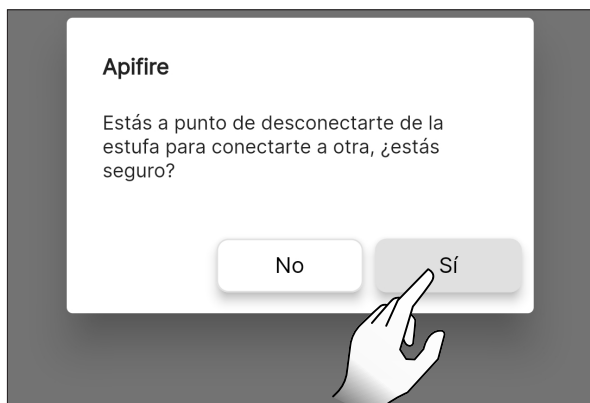 Apifire
Estás a punto de desconectarte de la
estufa para conectarte a otra, ¿estás
seguro?
No
Sí